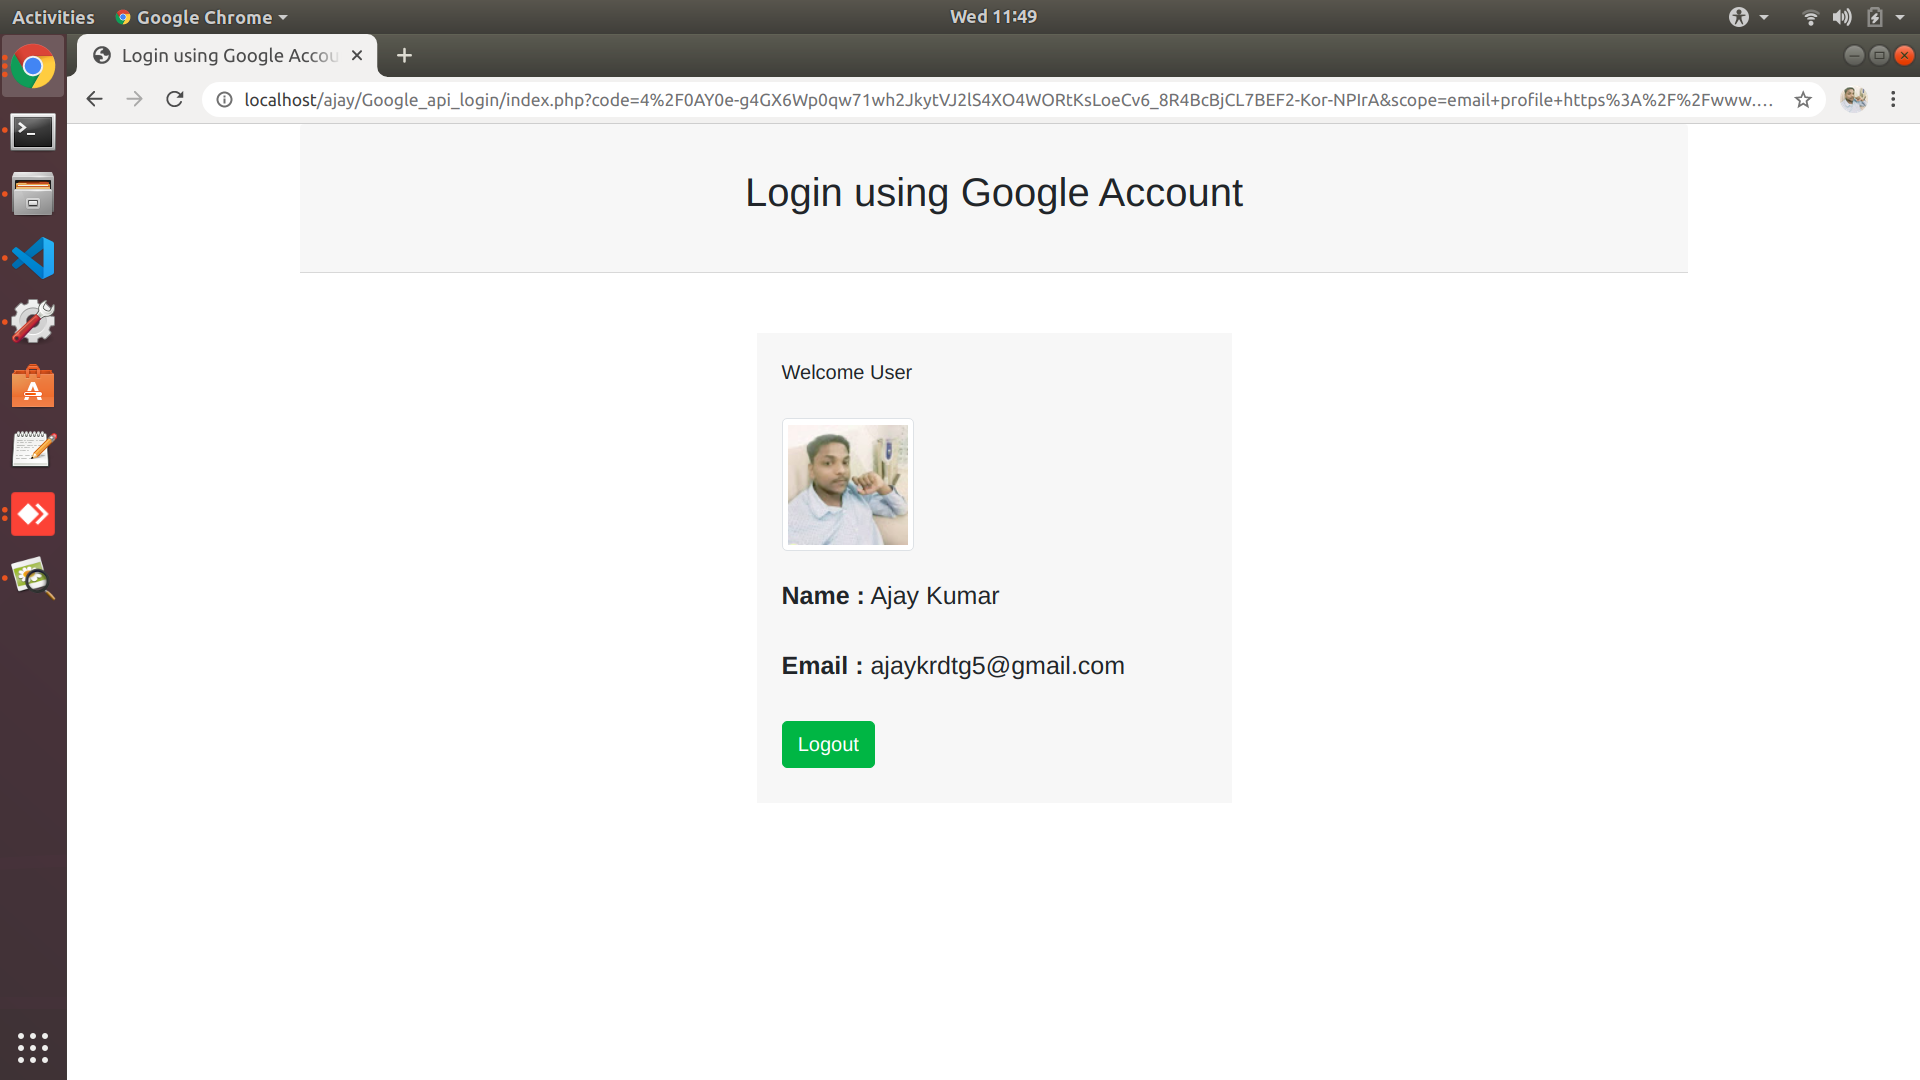 Activities Google Chrome Wed 11:49
Login using Google Accou
localhost/ajay/Google_api_login/index.php?code=4%2F0AY0e-g4GX6Wp0qw71wh2JkytVJ2lS4XO4WORtKsLoeCv6_8R4BcBjCL7BEF2-Kor-NPIrA&scope=email+profile+https%3A%2F%2Fwww....
Login using Google Account
Welcome User
Name : Ajay Kumar
Email : ajaykrdtg5@gmail.com
Logout